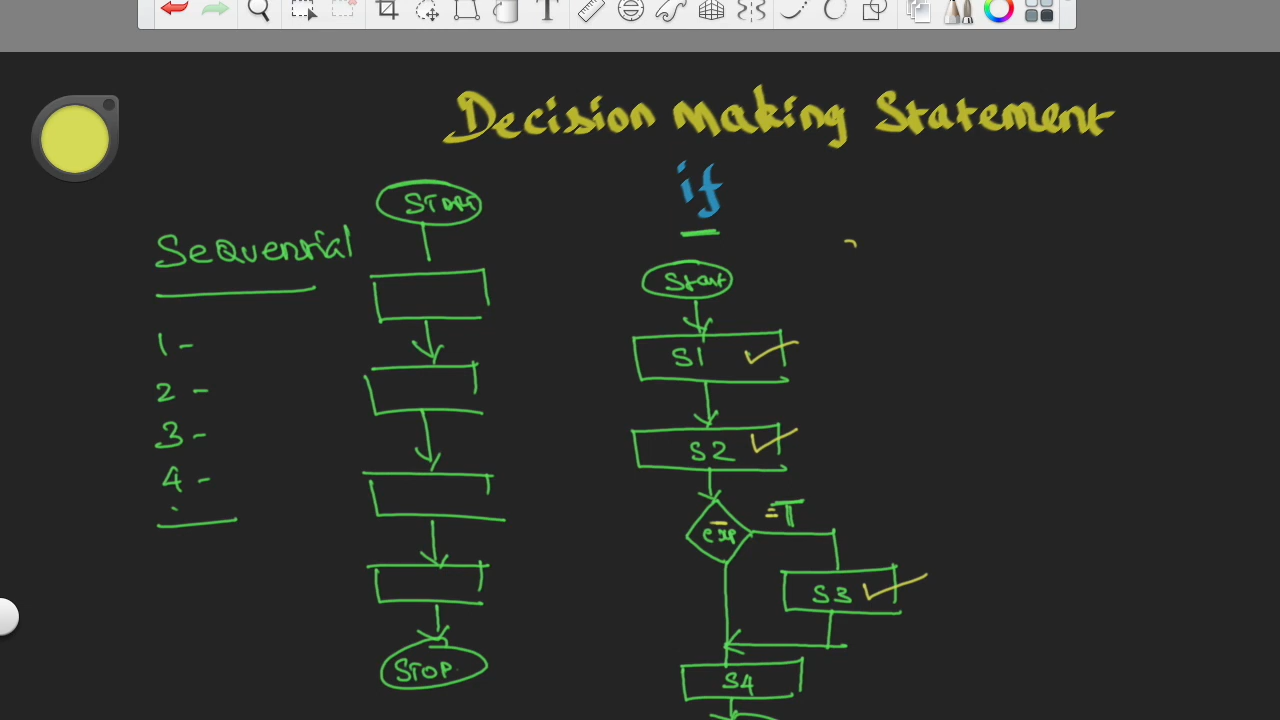 Decision Making Statement
if
Sequential
1 -
2 -
3 -
4 -
START
STOP
Start
S1
S2
exp
= T
S3
S4